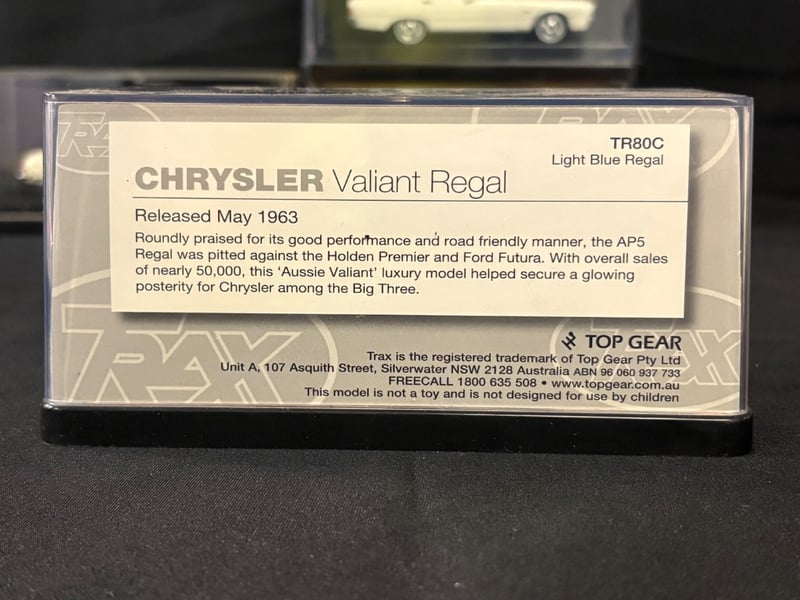 TRAX
TRAX
TR80C
Light Blue Regal
CHRYSLER Valiant Regal
Released May 1963
Roundly praised for its good performance and road friendly manner, the AP5
Regal was pitted against the Holden Premier and Ford Futura. With overall sales
of nearly 50,000, this ‘Aussie Valiant’ luxury model helped secure a glowing
posterity for Chrysler among the Big Three.
TRAX
TRAX
TOP GEAR
Trax is the registered trademark of Top Gear Pty Ltd
Unit A, 107 Asquith Street, Silverwater NSW 2128 Australia ABN 96 060 937 733
FREECALL 1800 635 508 • www.topgear.com.au
This model is not a toy and is not designed for use by children